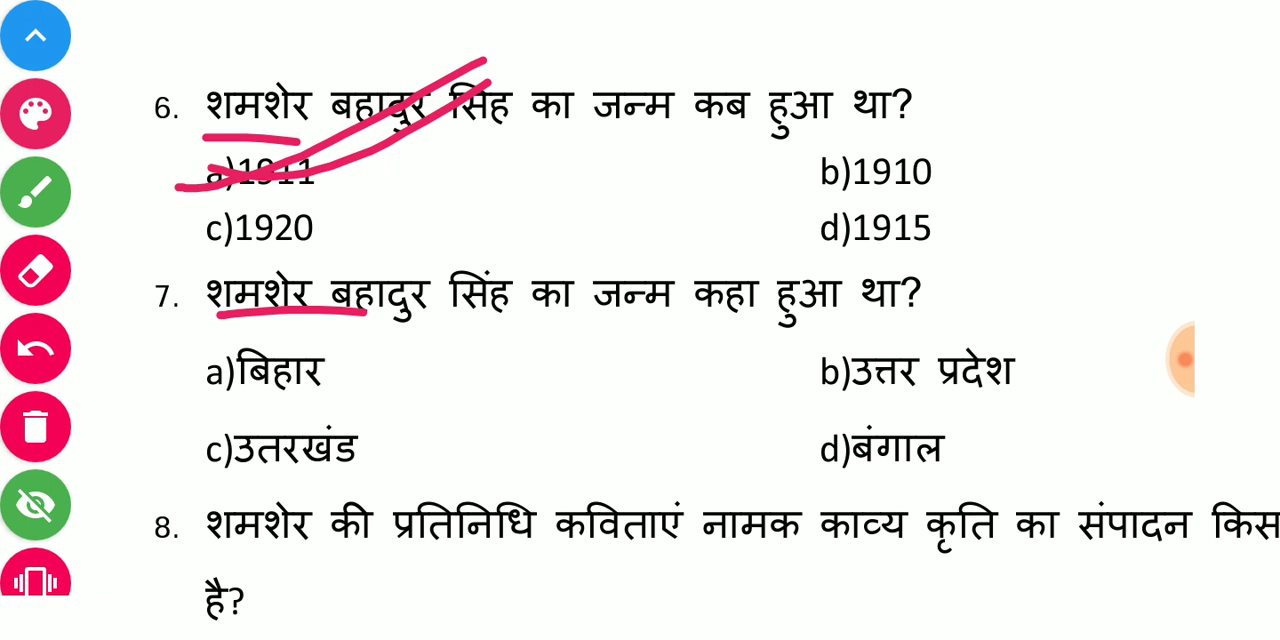 6. शमशेर बहादुर सिंह का जन्म कब हुआ था?
a)1911 b)1910
c)1920 d)1915
7. शमशेर बहादुर सिंह का जन्म कहा हुआ था?
a)बिहार b)उत्तर प्रदेश
c)उतरखंड d)बंगाल
8. शमशेर की प्रतिनिधि कविताएं नामक काव्य कृति का संपादन किस
है?